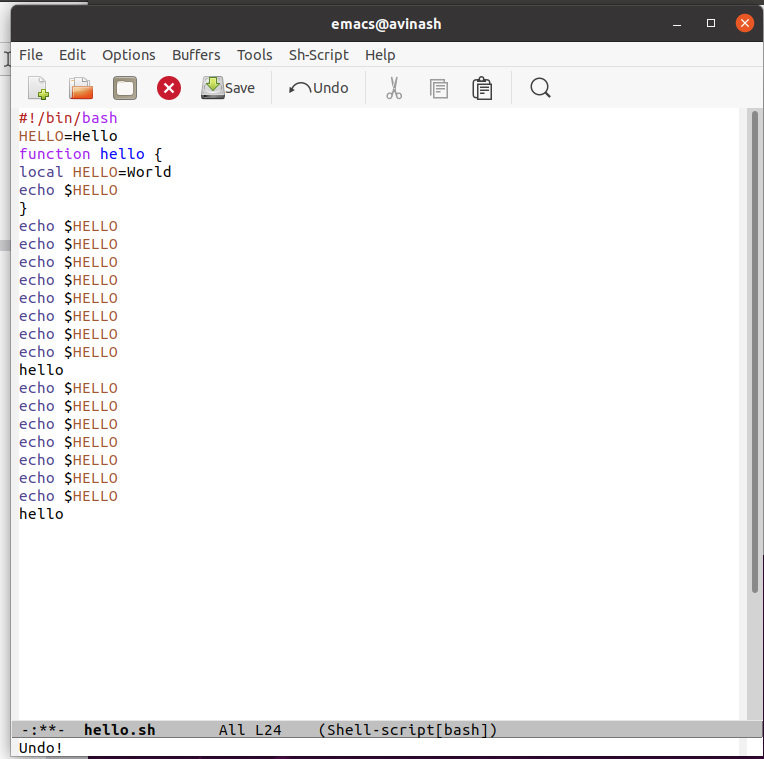 emacs@avinash
File Edit Options Buffers Tools Sh-Script Help
Save Undo
#!/bin/bash
HELLO=Hello
function hello {
local HELLO=World
echo $HELLO
}
echo $HELLO
echo $HELLO
echo $HELLO
echo $HELLO
echo $HELLO
echo $HELLO
echo $HELLO
echo $HELLO
hello
echo $HELLO
echo $HELLO
echo $HELLO
echo $HELLO
echo $HELLO
echo $HELLO
echo $HELLO
hello
-:**- hello.sh All L24 (Shell-script[bash])
Undo!